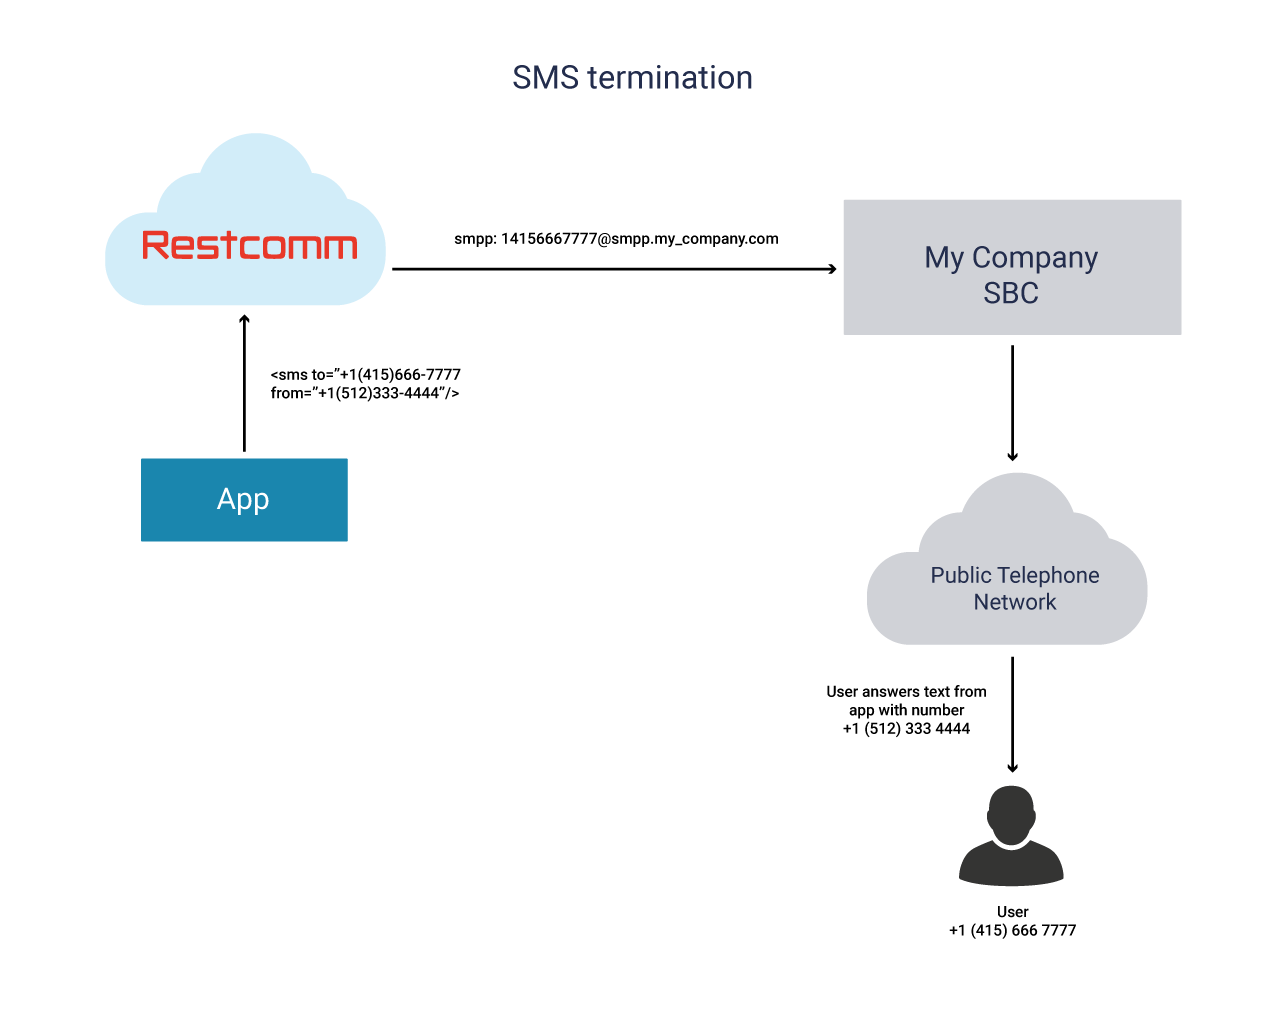 SMS termination
Restcomm
smpp: 14156667777@smpp.my_company.com
My Company
SBC
<sms to=”+1(415)666-7777
from=”+1(512)333-4444”/>
App
Public Telephone
Network
User answers text from
app with number
+1 (512) 333 4444
User
+1 (415) 666 7777